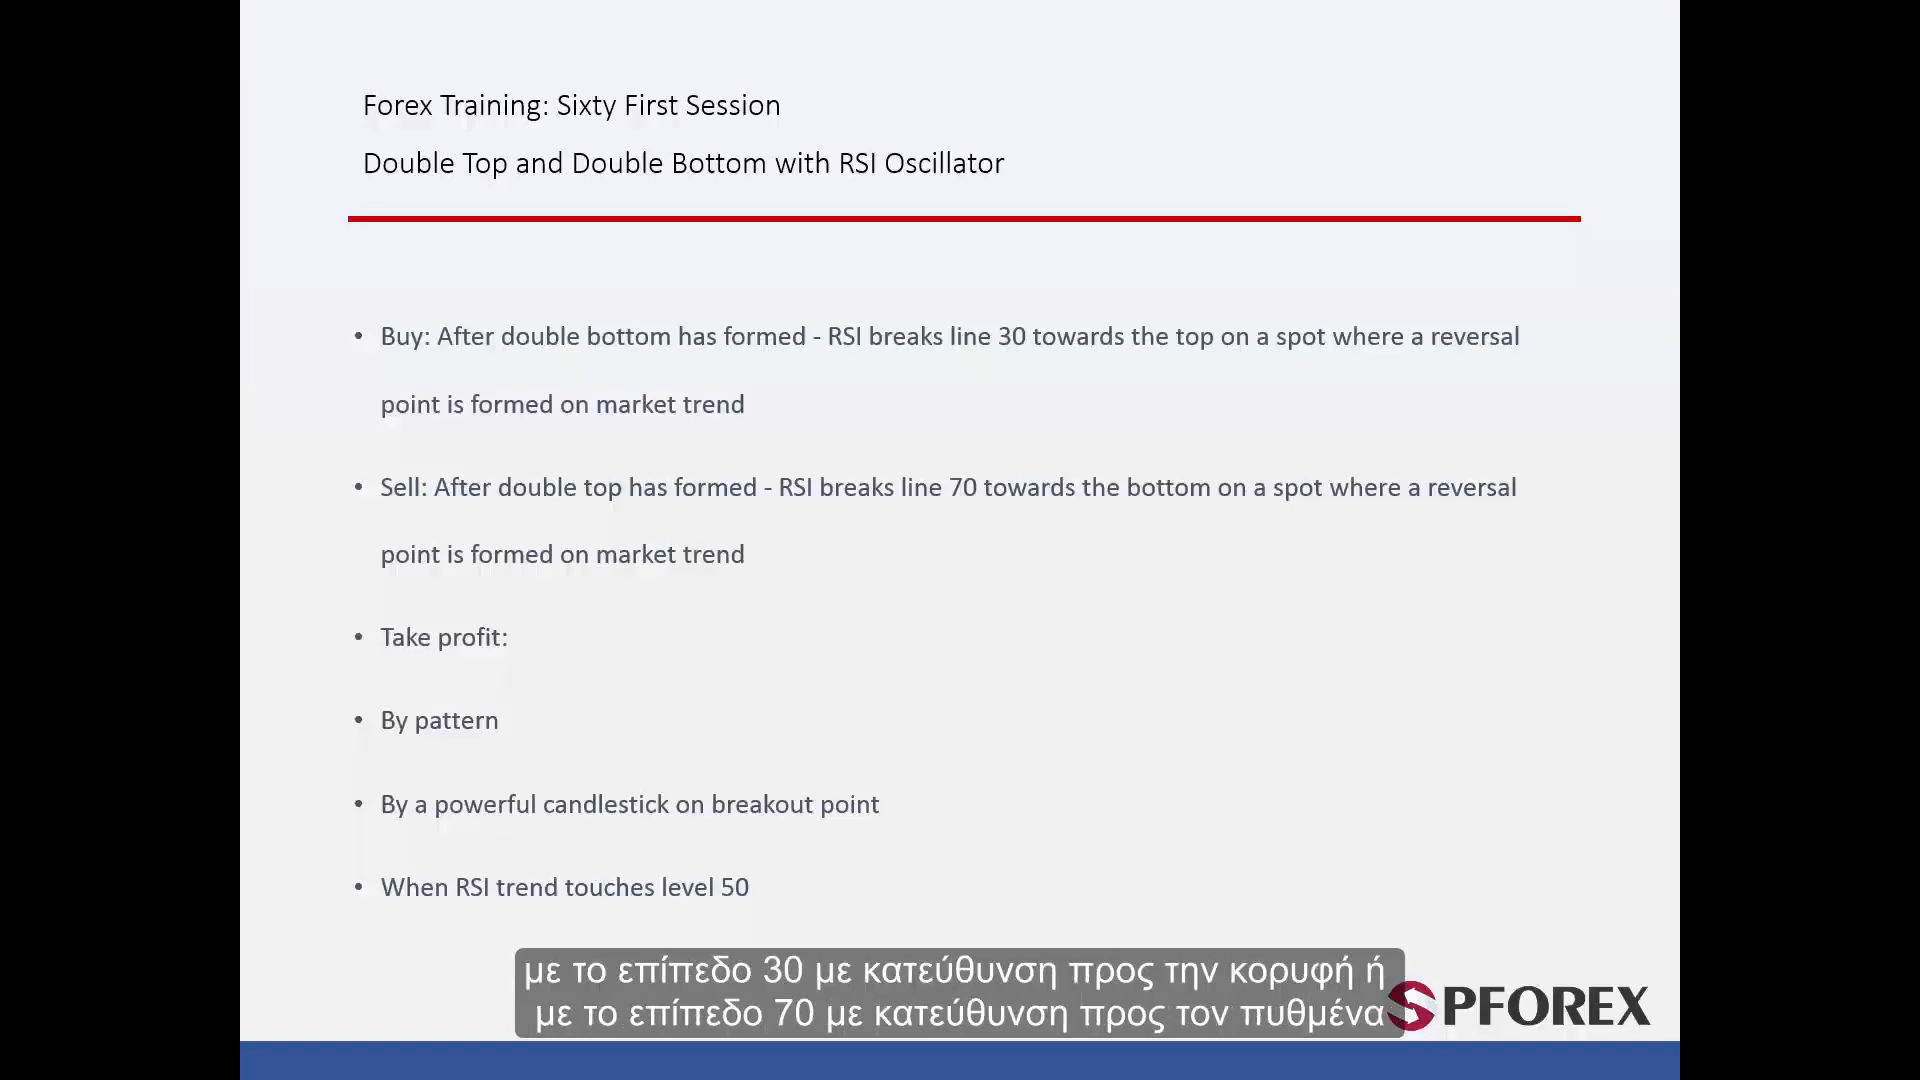 Forex Training: Sixty First Session
Double Top and Double Bottom with RSI Oscillator
• Buy: After double bottom has formed - RSI breaks line 30 towards the top on a spot where a reversal
point is formed on market trend
• Sell: After double top has formed - RSI breaks line 70 towards the bottom on a spot where a reversal
point is formed on market trend
• Take profit:
• By pattern
• By a powerful candlestick on breakout point
• When RSI trend touches level 50
με το επίπεδο 30 με κατεύθυνση προς την κορυφή ή
με το επίπεδο 70 με κατεύθυνση προς τον πυθμένα
PFOREX